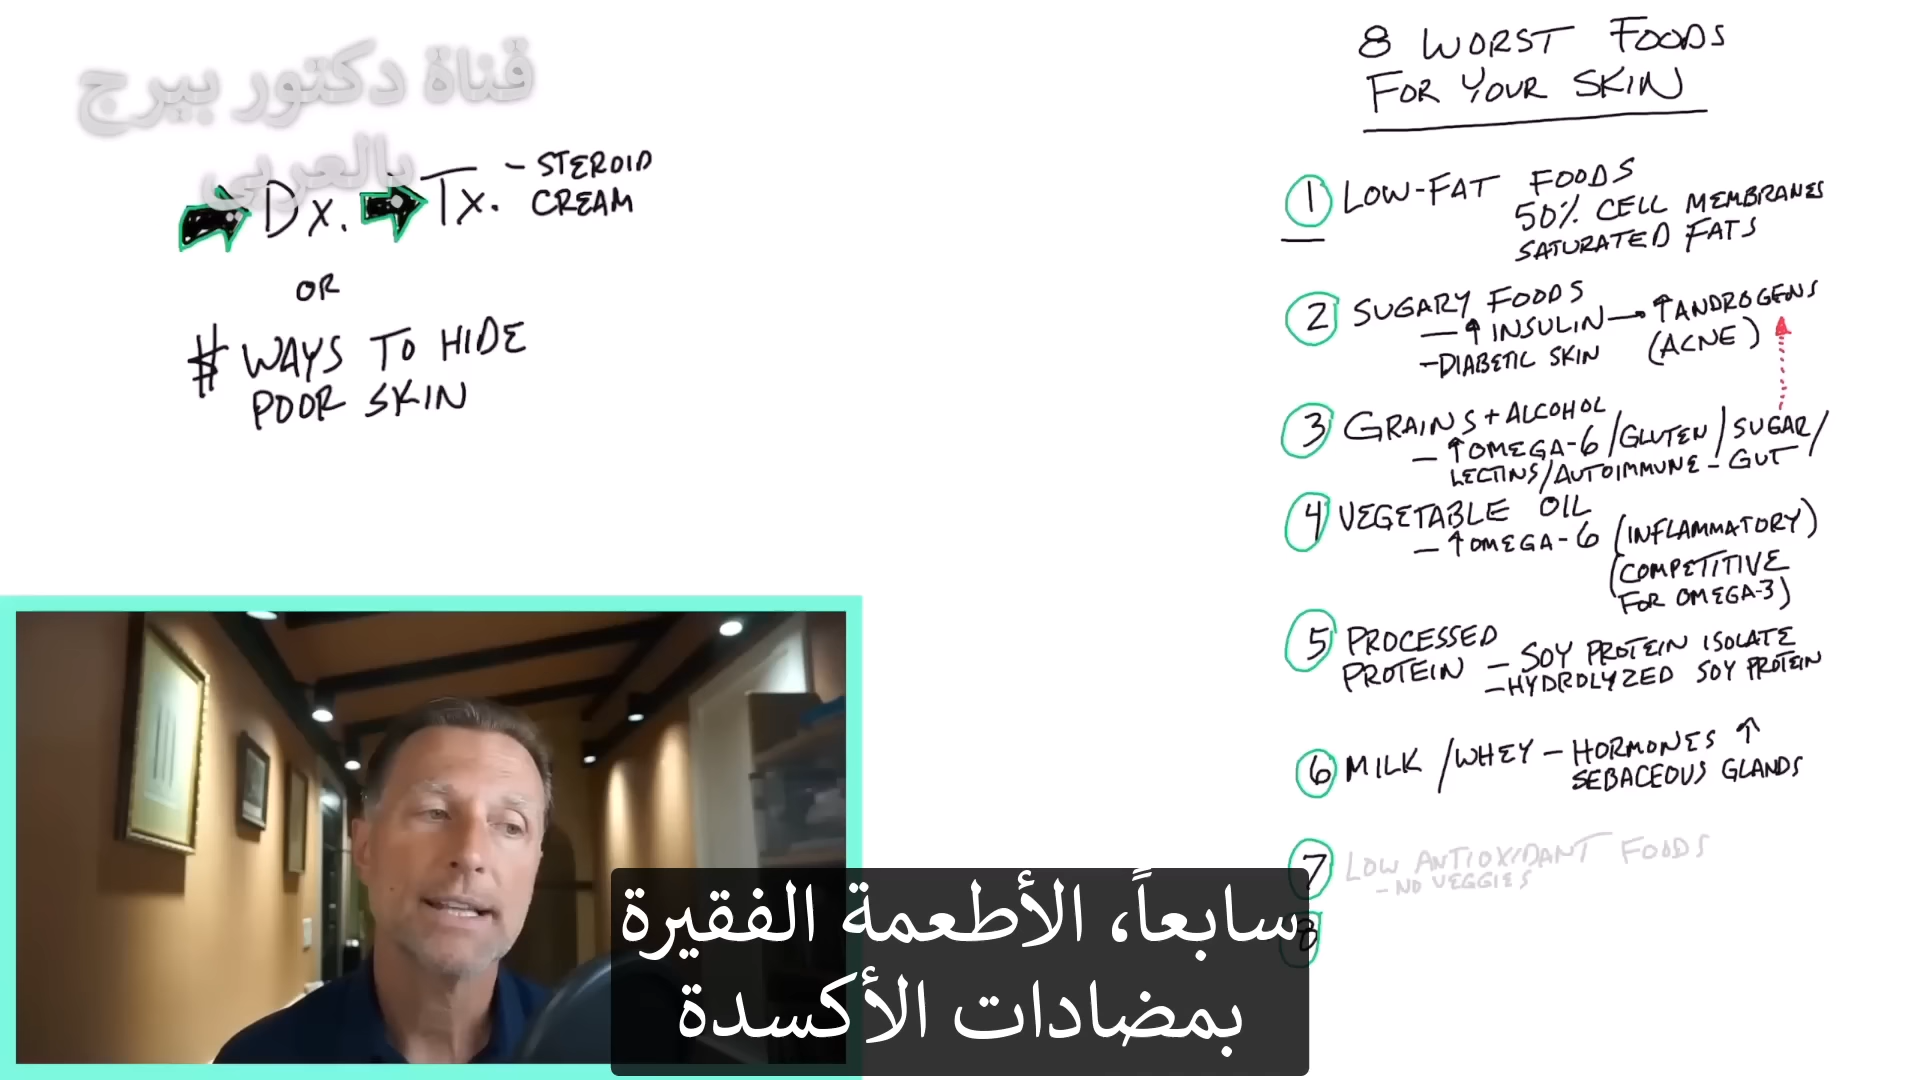 قناة دكتور بيرج
بالعربي
Dx. Tx. - STEROID
CREAM
OR
# WAYS TO HIDE
POOR SKIN
8 WORST FOODS
FOR YOUR SKIN
1 LOW-FAT FOODS
50% CELL MEMBRANES
SATURATED FATS
2 SUGARY FOODS
- ↑ INSULIN → ↑ ANDROGENS
- DIABETIC SKIN (ACNE)
3 GRAINS + ALCOHOL
- ↑ OMEGA-6 / GLUTEN / SUGAR /
LECTINS / AUTOIMMUNE - GUT /
4 VEGETABLE OIL
- ↑ OMEGA-6 (INFLAMMATORY)
(COMPETITIVE
FOR OMEGA-3)
5 PROCESSED
PROTEIN - SOY PROTEIN ISOLATE
- HYDROLYZED SOY PROTEIN
6 MILK / WHEY - HORMONES ↑
SEBACEOUS GLANDS
7 LOW ANTIOXIDANT FOODS
- NO VEGGIES
8
سابعاً، الأطعمة الفقيرة
بمضادات الأكسدة